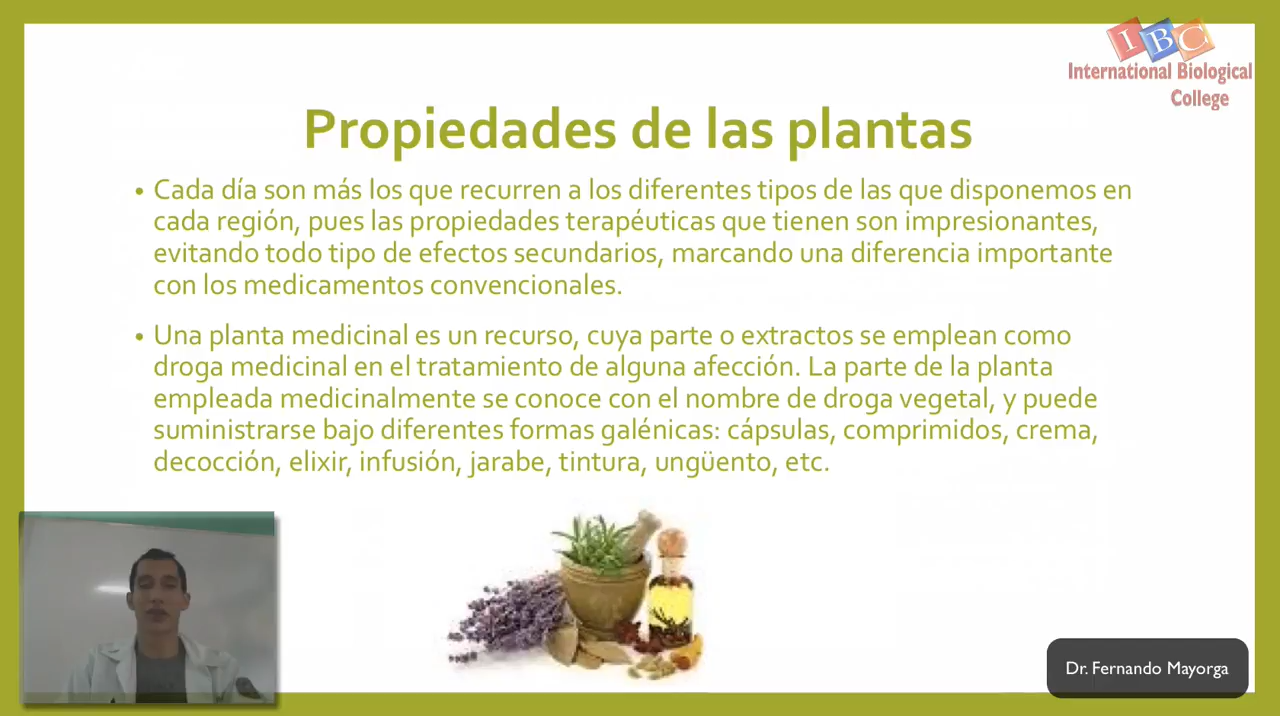 IBC
International Biological
College
Propiedades de las plantas
• Cada día son más los que recurren a los diferentes tipos de las que disponemos en
cada región, pues las propiedades terapéuticas que tienen son impresionantes,
evitando todo tipo de efectos secundarios, marcando una diferencia importante
con los medicamentos convencionales.
• Una planta medicinal es un recurso, cuya parte o extractos se emplean como
droga medicinal en el tratamiento de alguna afección. La parte de la planta
empleada medicinalmente se conoce con el nombre de droga vegetal, y puede
suministrarse bajo diferentes formas galénicas: cápsulas, comprimidos, crema,
decocción, elixir, infusión, jarabe, tintura, ungüento, etc.
Dr. Fernando Mayorga